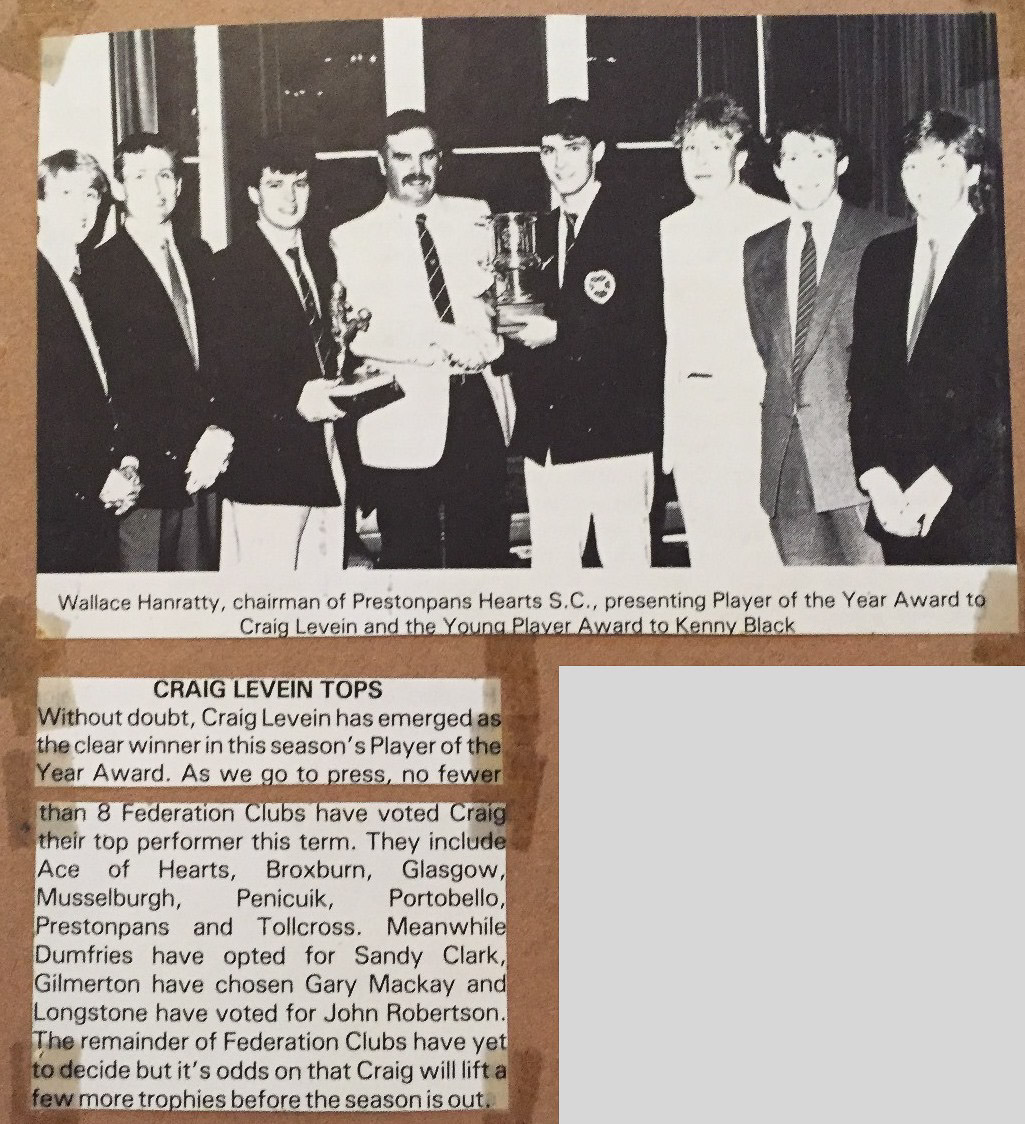 Wallace Hanratty, chairman of Prestonpans Hearts S.C., presenting Player of the Year Award to
Craig Levein and the Young Player Award to Kenny Black
CRAIG LEVEIN TOPS
Without doubt, Craig Levein has emerged as
the clear winner in this season's Player of the
Year Award. As we go to press, no fewer
than 8 Federation Clubs have voted Craig
their top performer this term. They include
Ace of Hearts, Broxburn, Glasgow,
Musselburgh, Penicuik, Portobello,
Prestonpans and Tollcross. Meanwhile
Dumfries have opted for Sandy Clark,
Gilmerton have chosen Gary Mackay and
Longstone have voted for John Robertson.
The remainder of Federation Clubs have yet
to decide but it's odds on that Craig will lift a
few more trophies before the season is out.